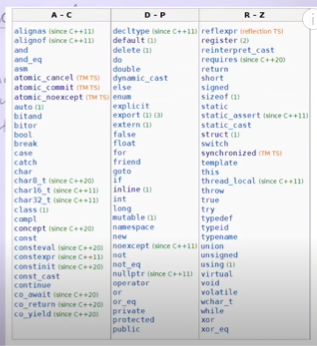 A – C
alignas (since C++11)
alignof (since C++11)
and
and_eq
asm
atomic_cancel (TM TS)
atomic_commit (TM TS)
atomic_noexcept (TM TS)
auto (1)
bitand
bitor
bool
break
case
catch
char
char8_t (since C++20)
char16_t (since C++11)
char32_t (since C++11)
class (1)
compl
concept (since C++20)
const
consteval (since C++20)
constexpr (since C++11)
constinit (since C++20)
const_cast
continue
co_await (since C++20)
co_return (since C++20)
co_yield (since C++20)
D – P
decltype (since C++11)
default (1)
delete (1)
do
double
dynamic_cast
else
enum
explicit
export (1) (3)
extern (1)
false
float
for
friend
goto
if
inline (1)
int
long
mutable (1)
namespace
new
noexcept (since C++11)
not
not_eq
nullptr (since C++11)
operator
or
or_eq
private
protected
public
R – Z
reflexpr (reflection TS)
register (2)
reinterpret_cast
requires (since C++20)
return
short
signed
sizeof (1)
static
static_assert (since C++11)
static_cast
struct (1)
switch
synchronized (TM TS)
template
this
thread_local (since C++11)
throw
true
try
typedef
typeid
typename
union
unsigned
using (1)
virtual
void
volatile
wchar_t
while
xor
xor_eq